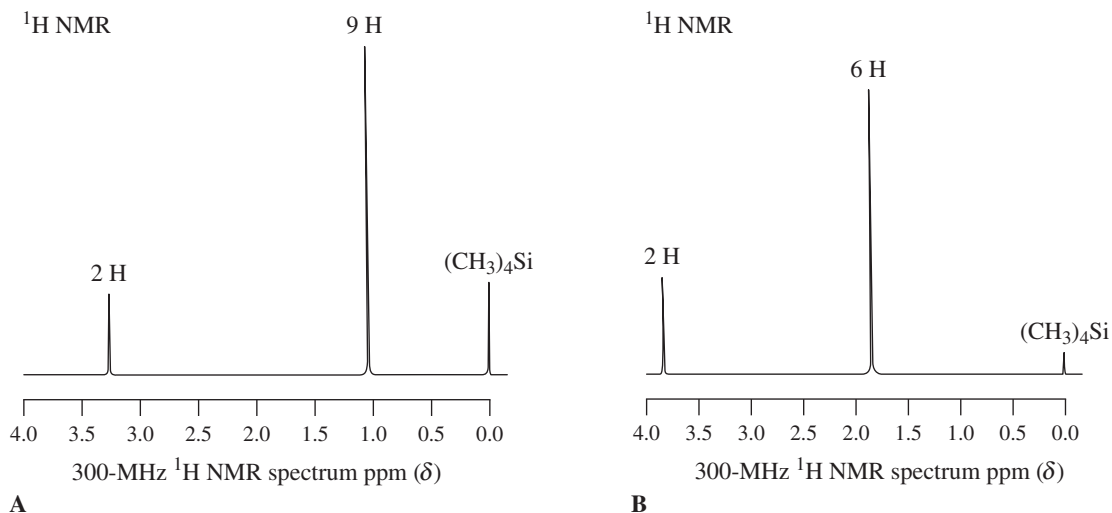 ¹H NMR
9 H
2 H
(CH₃)₄Si
4.0 3.5 3.0 2.5 2.0 1.5 1.0 0.5 0.0
300-MHz ¹H NMR spectrum ppm (δ)
A
¹H NMR
6 H
2 H
(CH₃)₄Si
4.0 3.5 3.0 2.5 2.0 1.5 1.0 0.5 0.0
300-MHz ¹H NMR spectrum ppm (δ)
B